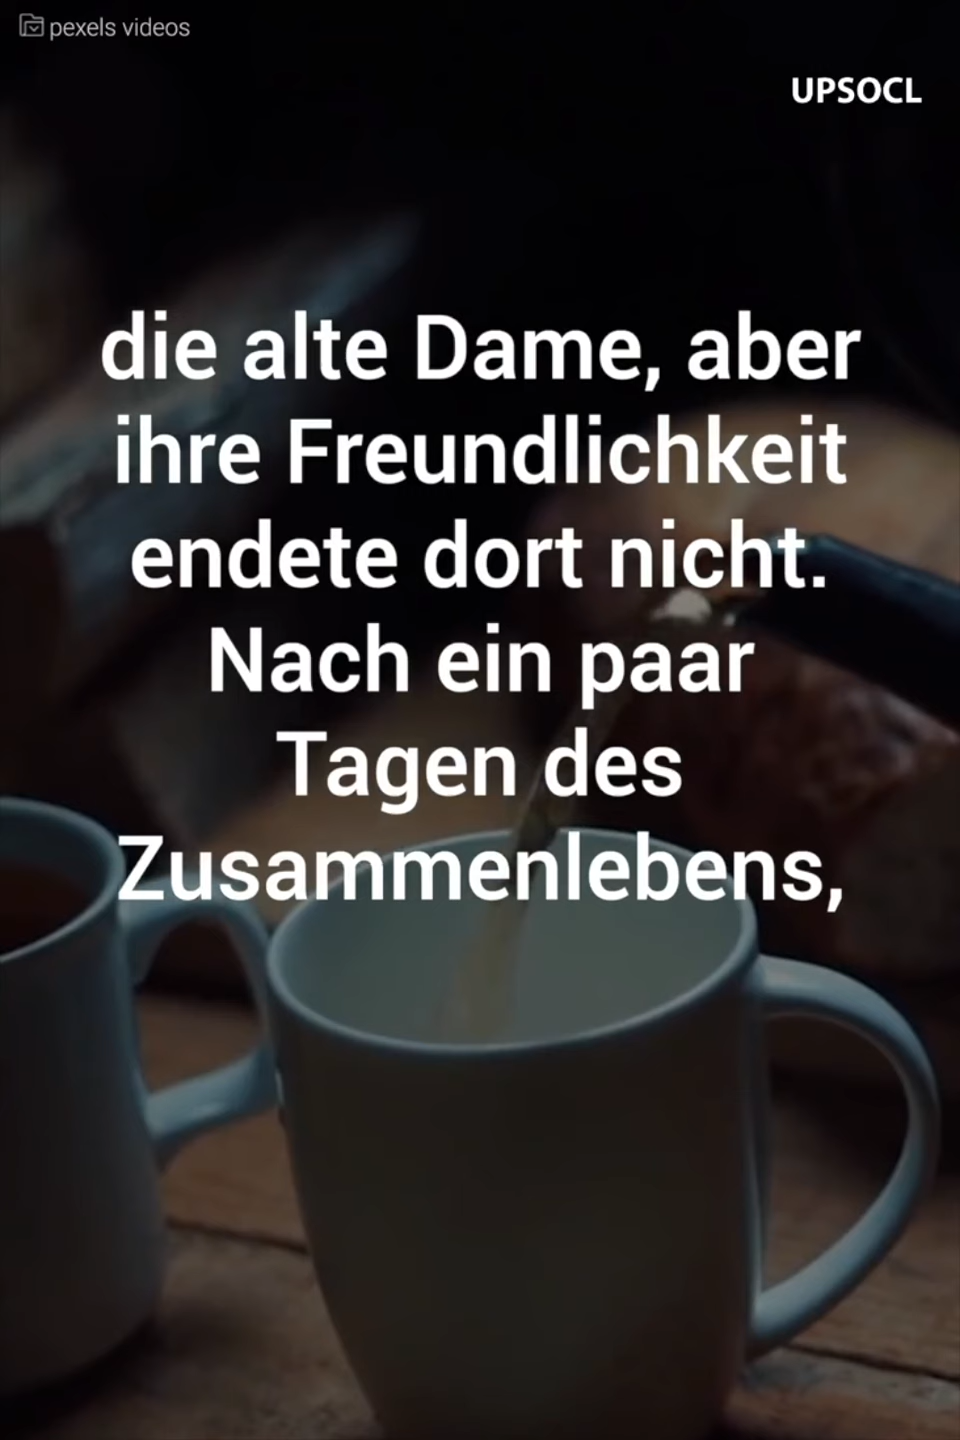 pexels videos
UPSOCL
die alte Dame, aber
ihre Freundlichkeit
endete dort nicht.
Nach ein paar
Tagen des
Zusammenlebens,